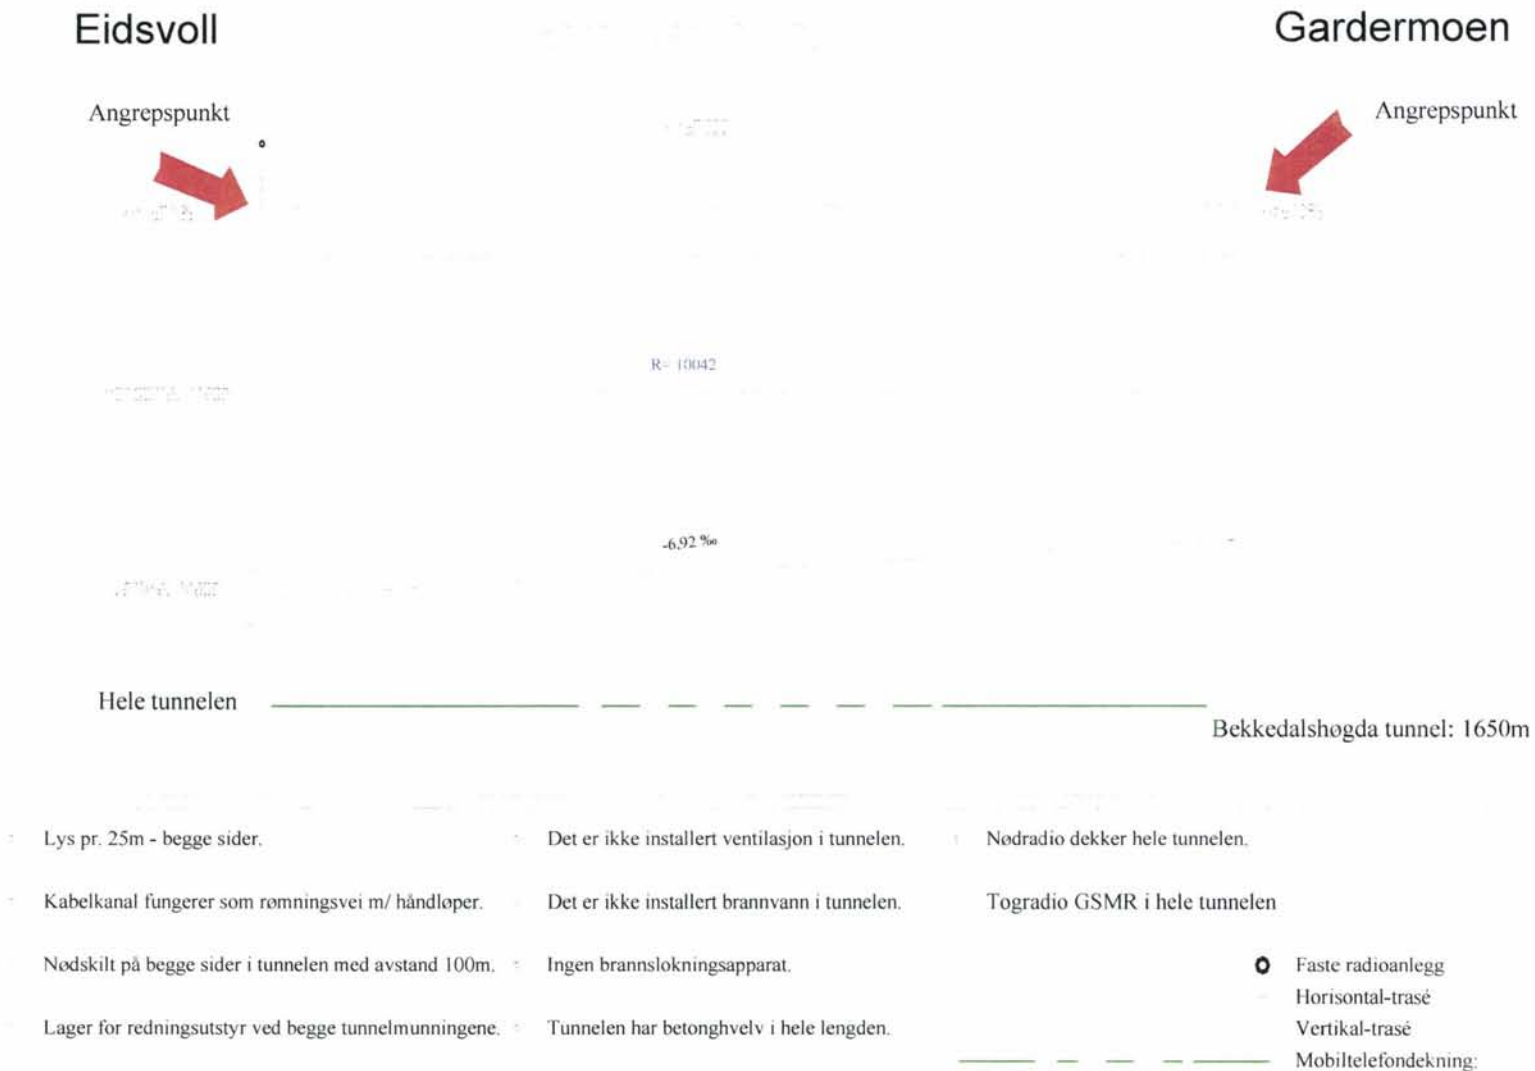 Eidsvoll
Gardermoen
Angrepspunkt
Angrepspunkt
R= 10042
-6,92 ‰
Hele tunnelen
Bekkedalshøgda tunnel: 1650m
Lys pr. 25m - begge sider.
Det er ikke installert ventilasjon i tunnelen.
Nødradio dekker hele tunnelen.
Kabelkanal fungerer som rømningsvei m/ håndløper.
Det er ikke installert brannvann i tunnelen.
Togradio GSMR i hele tunnelen
Nødskilt på begge sider i tunnelen med avstand 100m.
Ingen brannslokningsapparat.
Faste radioanlegg
Horisontal-trasé
Lager for redningsutstyr ved begge tunnelmunningene.
Tunnelen har betonghvelv i hele lengden.
Vertikal-trasé
Mobiltelefondekning: